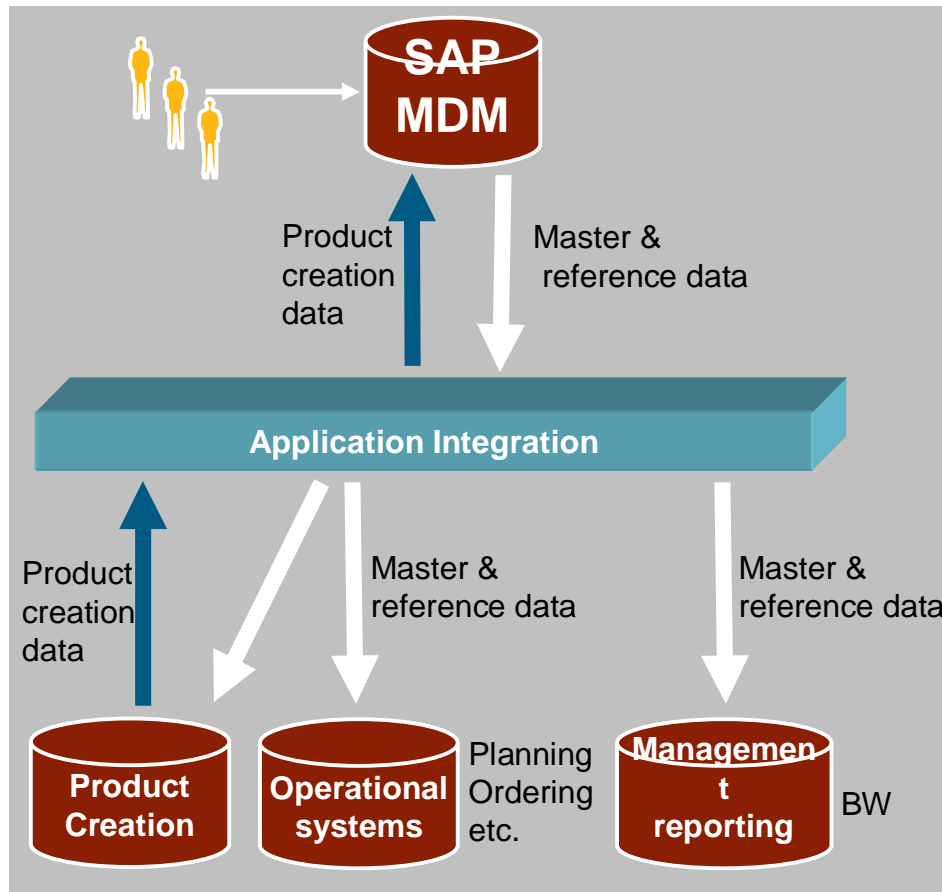 SAP
MDM
Product
creation
data
Master &
reference data
Application Integration
Product
creation
data
Master &
reference data
Master &
reference data
Product
Creation
Operational
systems
Planning
Ordering
etc.
Managemen
t
reporting
BW